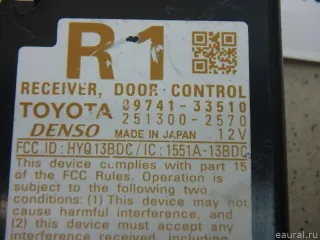 R1
RECEIVER, DOOR CONTROL
TOYOTA 89741-33510
DENSO 251300-2570
MADE IN JAPAN 12V
FCC ID: HYQ13BDC/IC: 1551A-13BDC
This device complies with part 15
of the FCC Rules. Operation is
subject to the following two
conditions: (1) This device may
not cause harmful interference, and
(2) this device must accept
any interference
eaural.ru